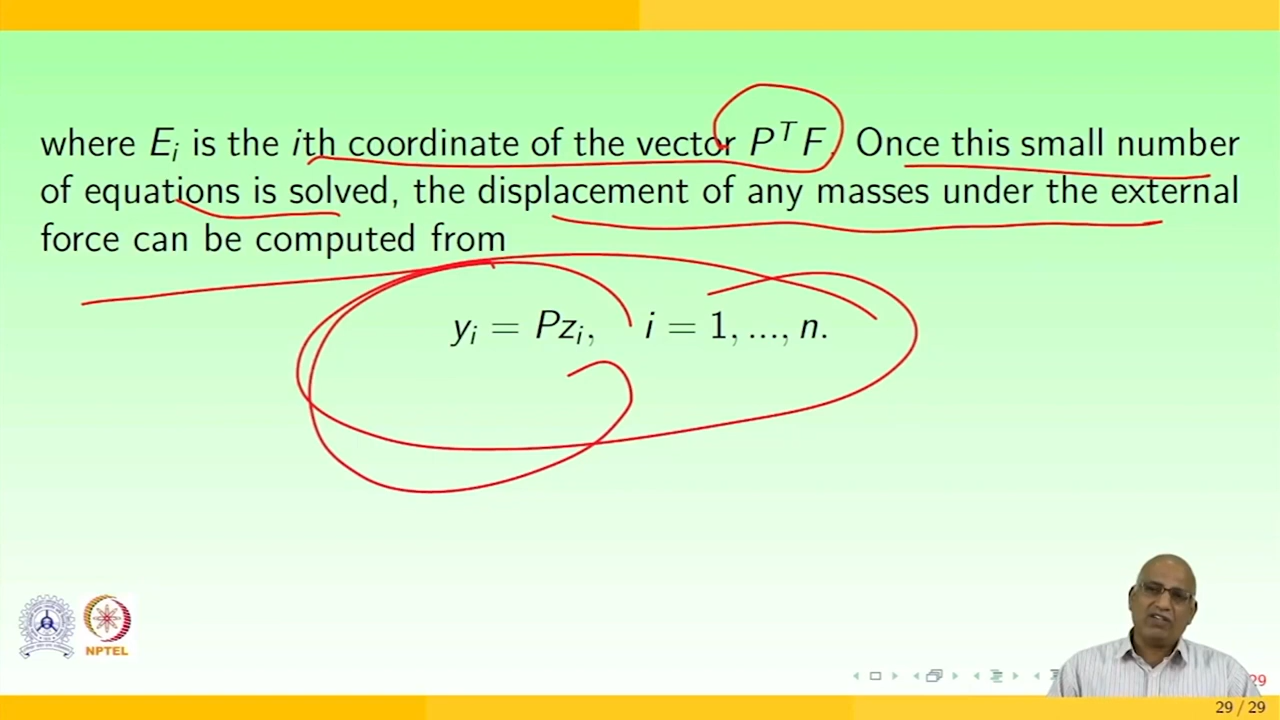 where Eᵢ is the ith coordinate of the vector PᵀF. Once this small number
of equations is solved, the displacement of any masses under the external
force can be computed from
yᵢ = Pzᵢ, i = 1, ..., n.
NPTEL
29
29 / 29